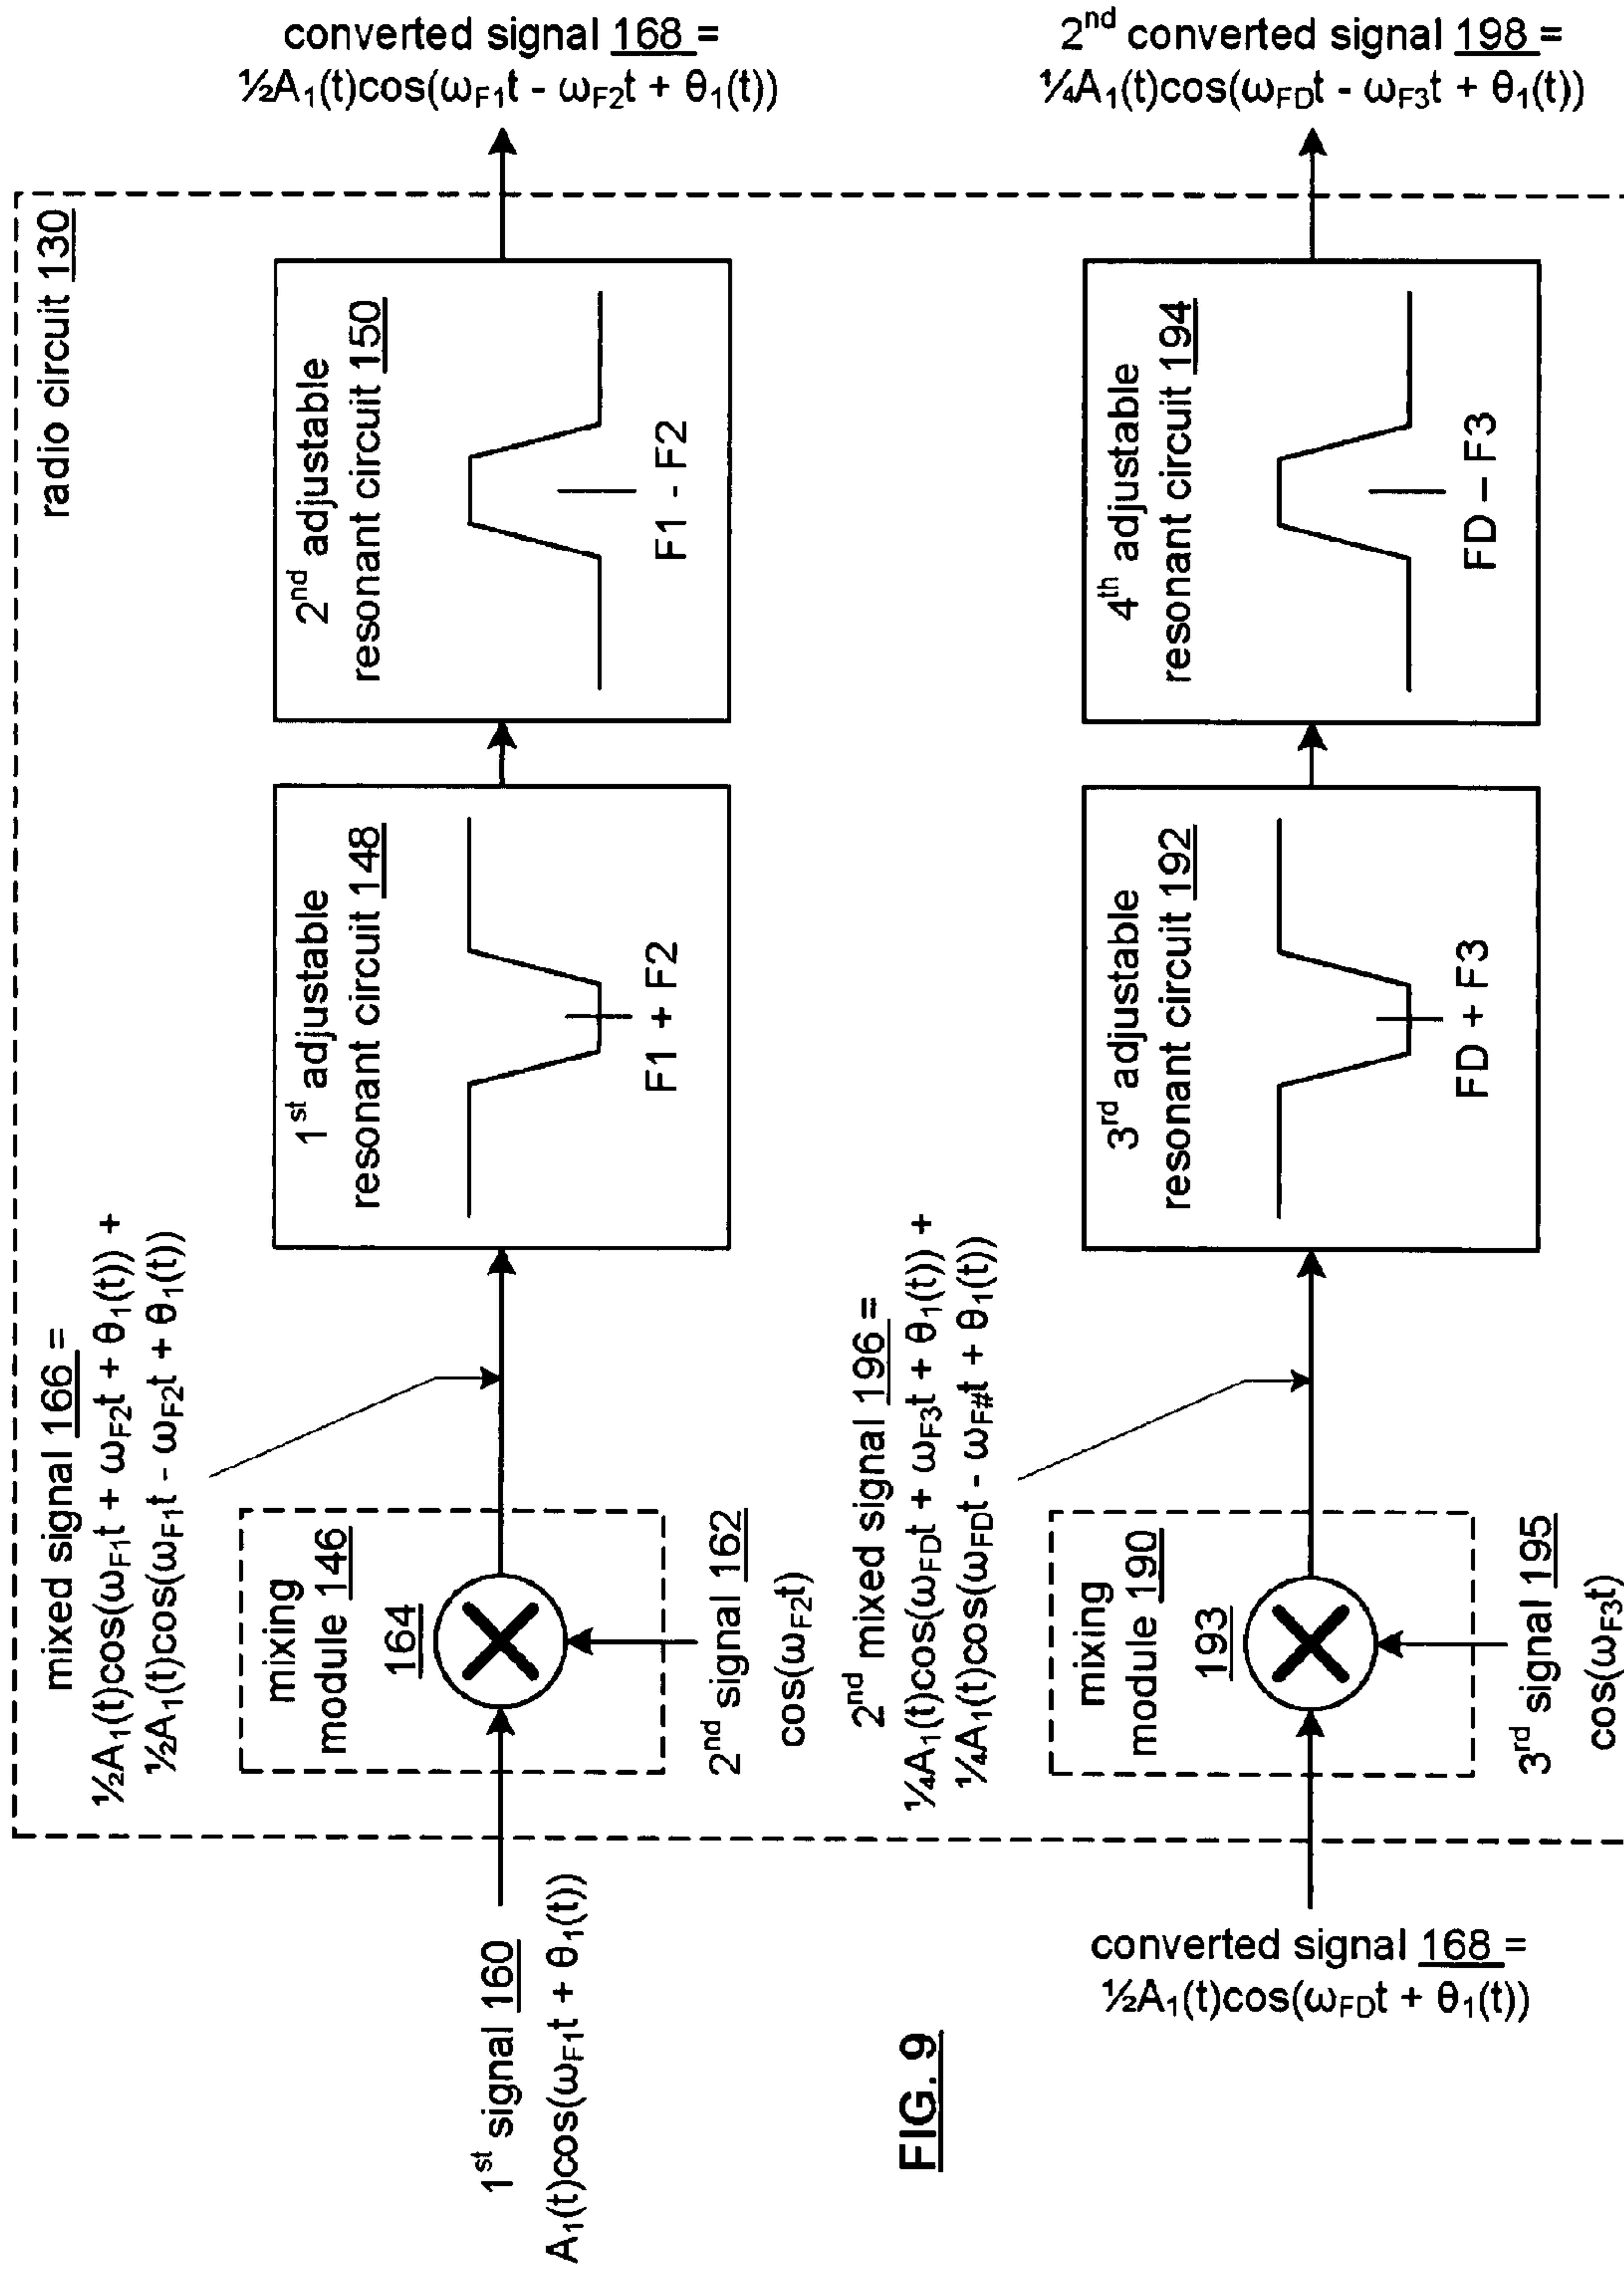 radio circuit 130
mixed signal 166 =
½A₁(t)cos(ωF1t + ωF2t + θ₁(t)) +
½A₁(t)cos(ωF1t - ωF2t + θ₁(t))
converted signal 168 =
½A₁(t)cos(ωF1t - ωF2t + θ₁(t))
1st signal 160
A₁(t)cos(ωF1t + θ₁(t))
mixing
module 146
164
2nd signal 162
cos(ωF2t)
1st adjustable
resonant circuit 148
F1 + F2
2nd adjustable
resonant circuit 150
F1 - F2
2nd mixed signal 196 =
¼A₁(t)cos(ωFDt + ωF3t + θ₁(t)) +
¼A₁(t)cos(ωFDt - ωF#t + θ₁(t))
2nd converted signal 198 =
¼A₁(t)cos(ωFDt - ωF3t + θ₁(t))
converted signal 168 =
½A₁(t)cos(ωFDt + θ₁(t))
mixing
module 190
193
3rd signal 195
cos(ωF3t)
3rd adjustable
resonant circuit 192
FD + F3
4th adjustable
resonant circuit 194
FD – F3
FIG. 9